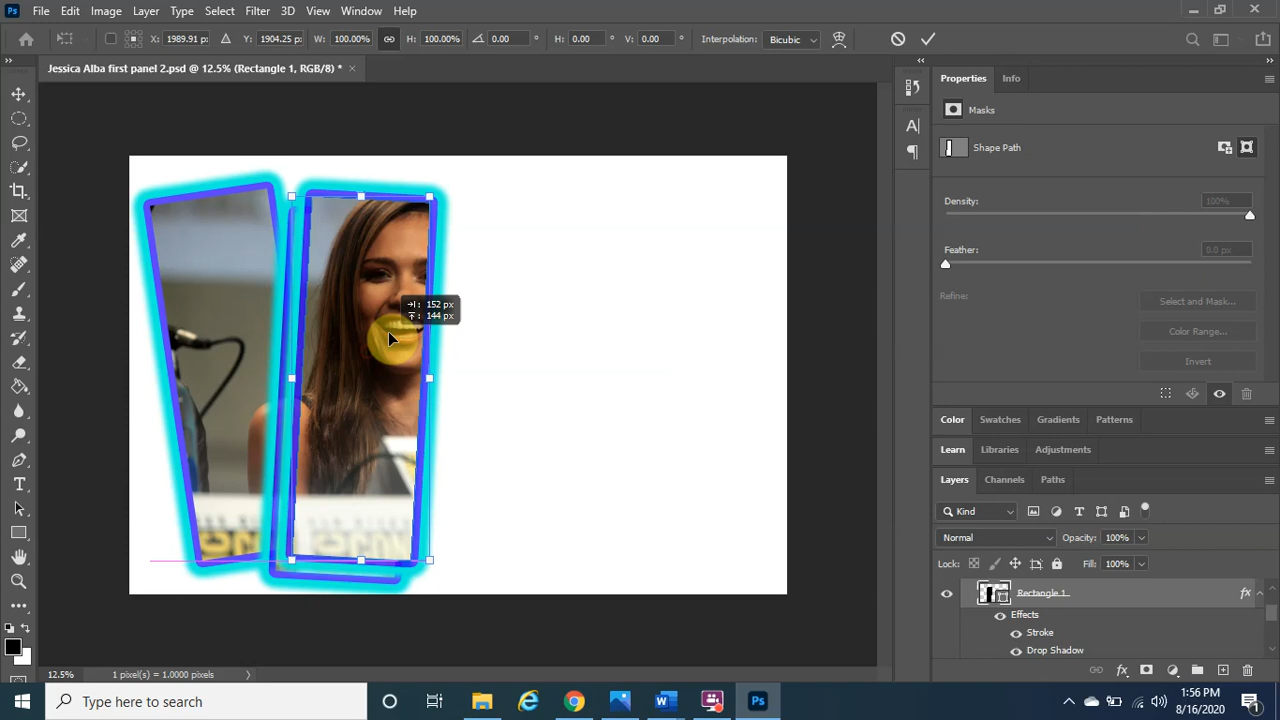 Ps File Edit Image Layer Type Select Filter 3D View Window Help
X: 1989.91 px Y: 1904.25 px W: 100.00% H: 100.00% 0.00 ° H: 0.00 ° V: 0.00 ° Interpolation: Bicubic
Jessica Alba first panel 2.psd @ 12.5% (Rectangle 1, RGB/8) * ×
Properties Info
Masks
Shape Path
Density: 100%
Feather: 0.0 px
Refine: Select and Mask...
Color Range...
Invert
152 px
144 px
Color Swatches Gradients Patterns
Learn Libraries Adjustments
Layers Channels Paths
Kind
Normal Opacity: 100%
Lock: Fill: 100%
Rectangle 1 fx
Effects
Stroke
Drop Shadow
12.5% 1 pixel(s) = 1.0000 pixels
Type here to search
1:56 PM
8/16/2020